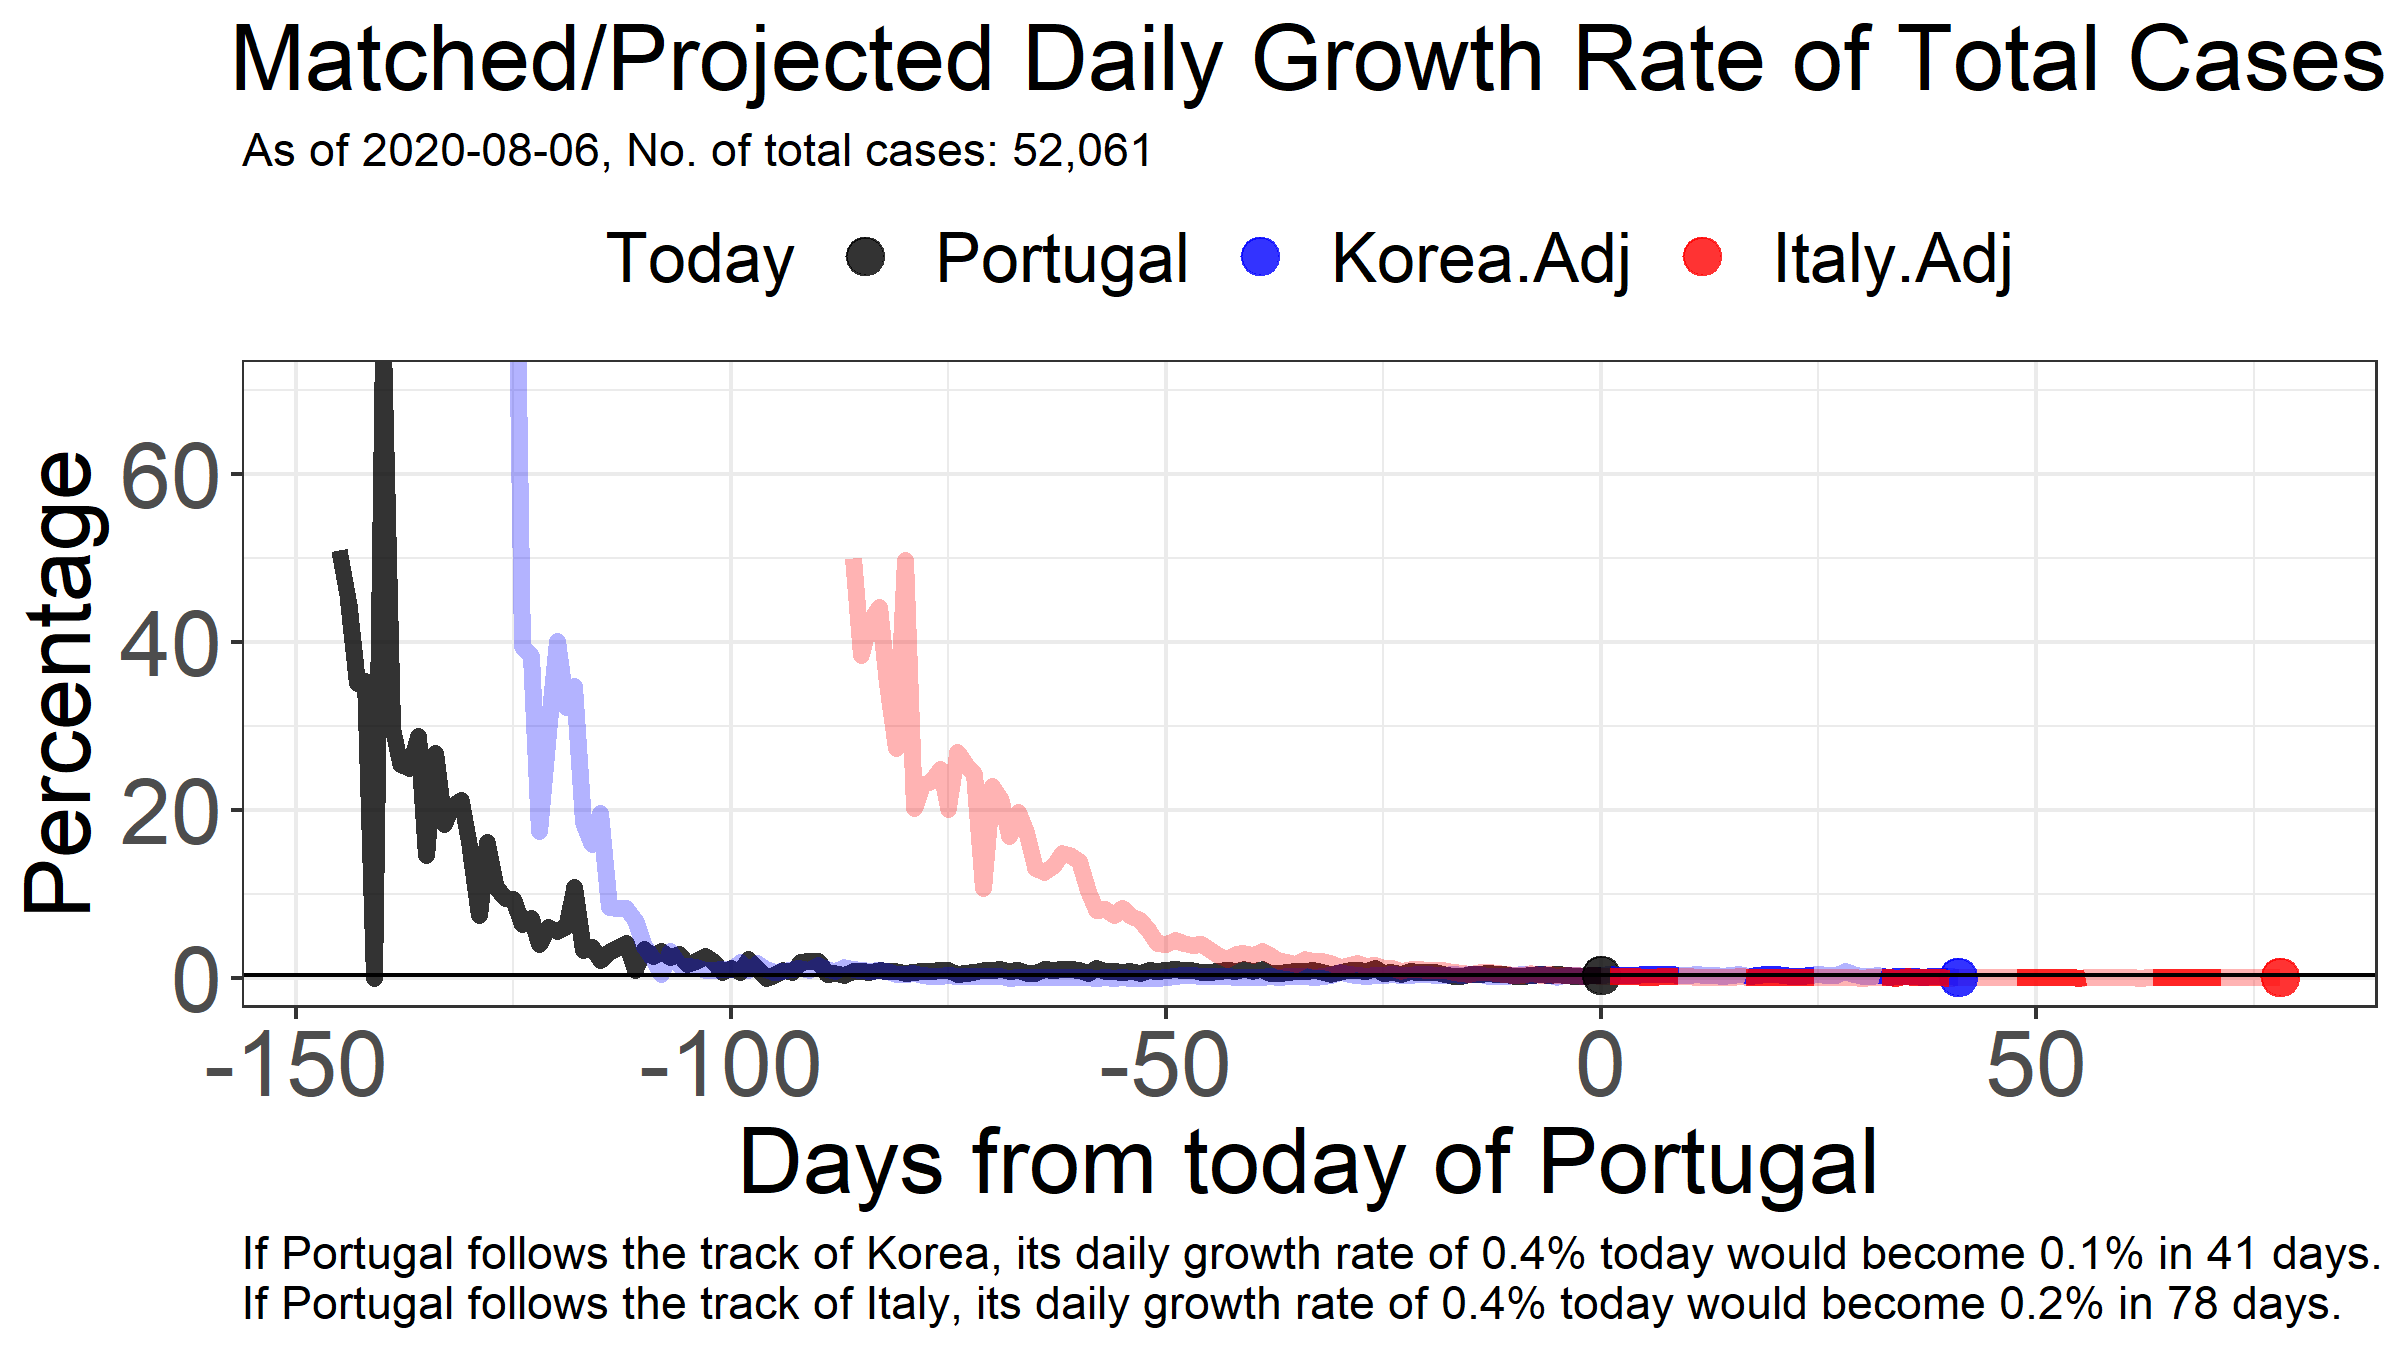 Matched/Projected Daily Growth Rate of Total Cases
As of 2020-08-06, No. of total cases: 52,061
Today Portugal Korea.Adj Italy.Adj
Percentage
60
40
20
0
-150 -100 -50 0 50
Days from today of Portugal
If Portugal follows the track of Korea, its daily growth rate of 0.4% today would become 0.1% in 41 days.
If Portugal follows the track of Italy, its daily growth rate of 0.4% today would become 0.2% in 78 days.